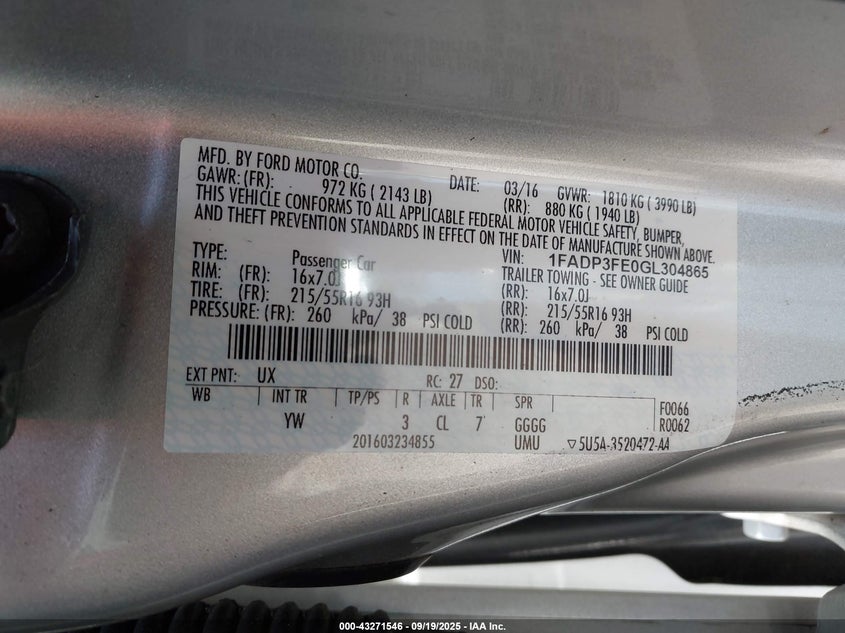 MFD. BY FORD MOTOR CO.
DATE: 03/16 GVWR: 1810 KG ( 3990 LB)
GAWR: (FR): 972 KG ( 2143 LB) (RR): 880 KG ( 1940 LB)
THIS VEHICLE CONFORMS TO ALL APPLICABLE FEDERAL MOTOR VEHICLE SAFETY, BUMPER,
AND THEFT PREVENTION STANDARDS IN EFFECT ON THE DATE OF MANUFACTURE SHOWN ABOVE.
VIN: 1FADP3FE0GL304865
TYPE: Passenger Car TRAILER TOWING - SEE OWNER GUIDE
RIM: (FR): 16x7.0J (RR): 16x7.0J
TIRE: (FR): 215/55R16 93H (RR): 215/55R16 93H
PRESSURE: (FR): 260 kPa/ 38 PSI COLD (RR): 260 kPa/ 38 PSI COLD
EXT PNT: UX RC: 27 DSO:
WB INT TR TP/PS R AXLE TR SPR F0066
YW 3 CL 7 GGGG R0062
201603234855 UMU ▽5U5A-3520472-AA
000-43271546 - 09/19/2025 - IAA Inc.